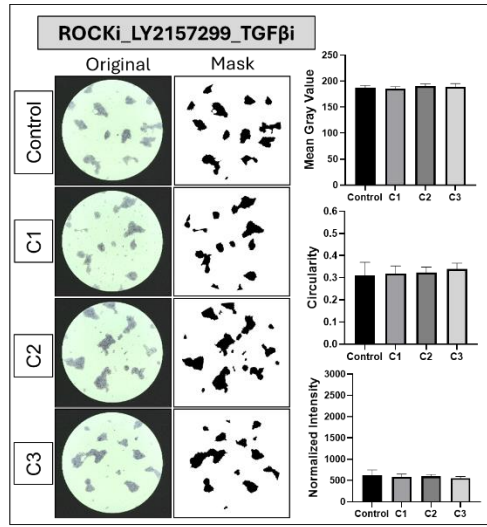 ROCKi_LY2157299_TGFβi
Original Mask
Control
C1
C2
C3
Mean Gray Value
250
200
150
100
50
0
Control C1 C2 C3
Circularity
0.6
0.5
0.4
0.3
0.2
0.1
0.0
Control C1 C2 C3
Normalized Intensity
3000
2500
2000
1500
1000
500
0
Control C1 C2 C3